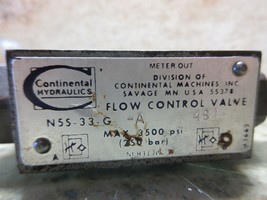 METER OUT
Continental
HYDRAULICS
DIVISION OF
CONTINENTAL MACHINES INC
SAVAGE MN USA 55378
FLOW CONTROL VALVE
N5S-33-G -A
MAX 3500 psi
(250 bar)
A